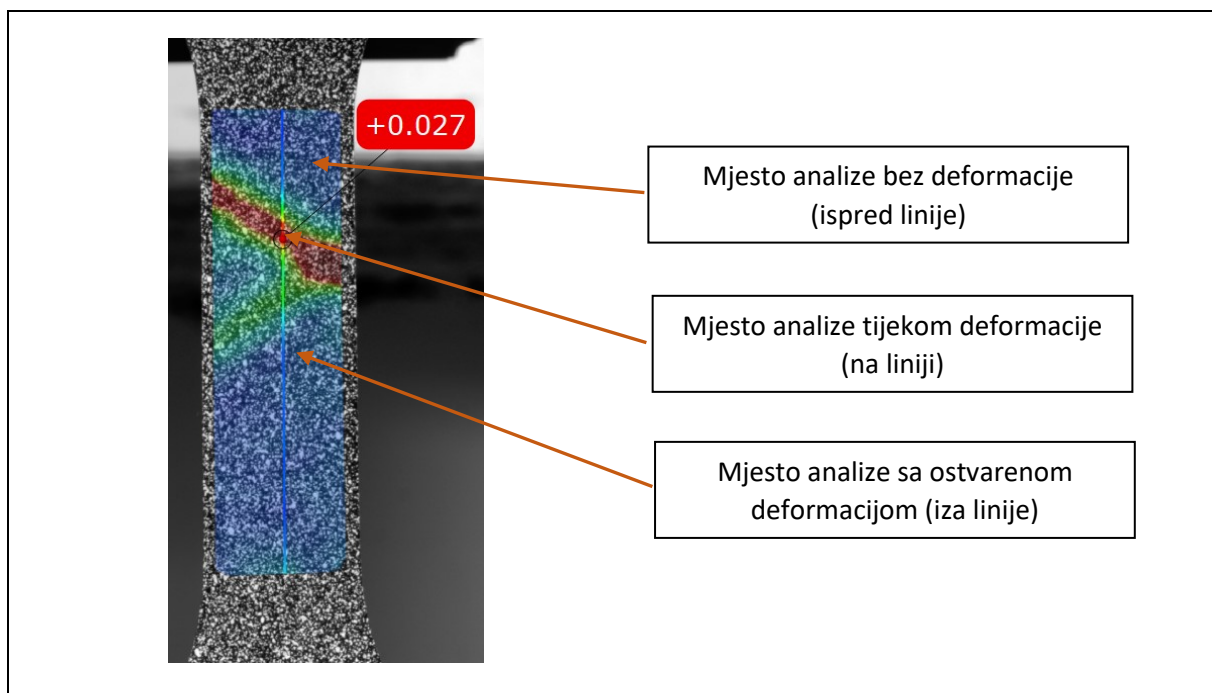 +0.027
Mjesto analize bez deformacije
(ispred linije)
Mjesto analize tijekom deformacije
(na liniji)
Mjesto analize sa ostvarenom
deformacijom (iza linije)